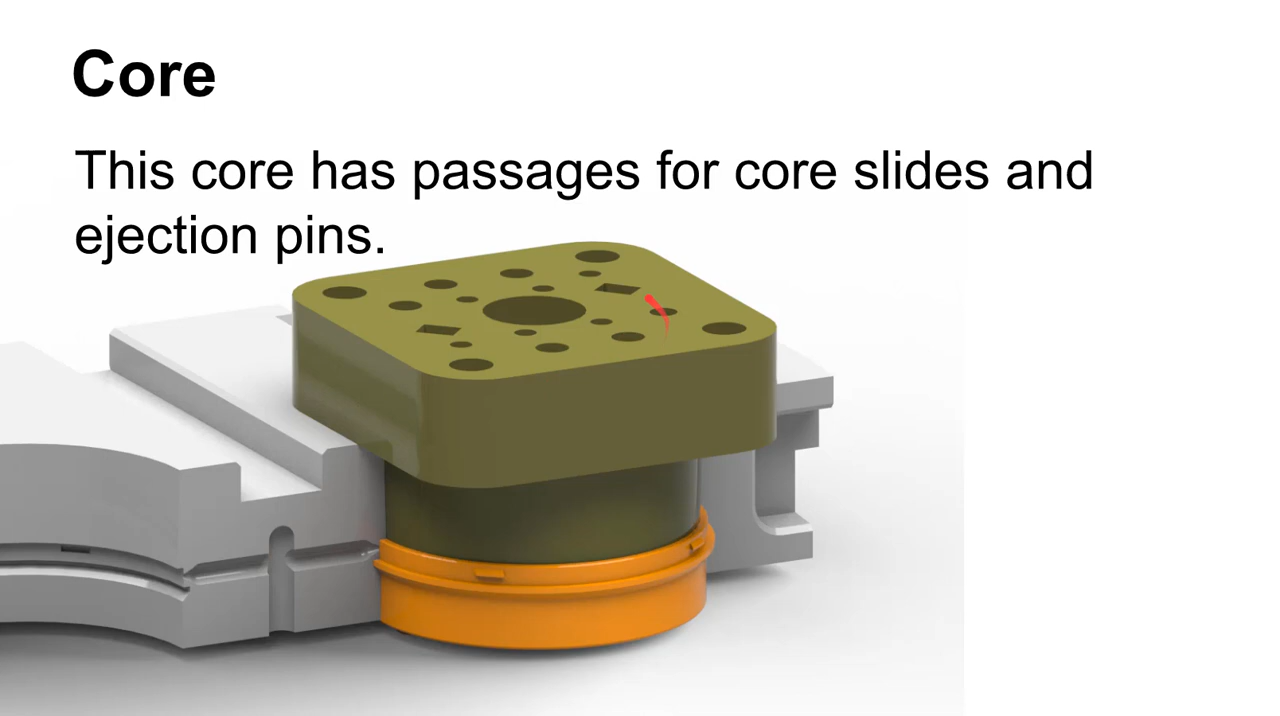 Core
This core has passages for core slides and
ejection pins.